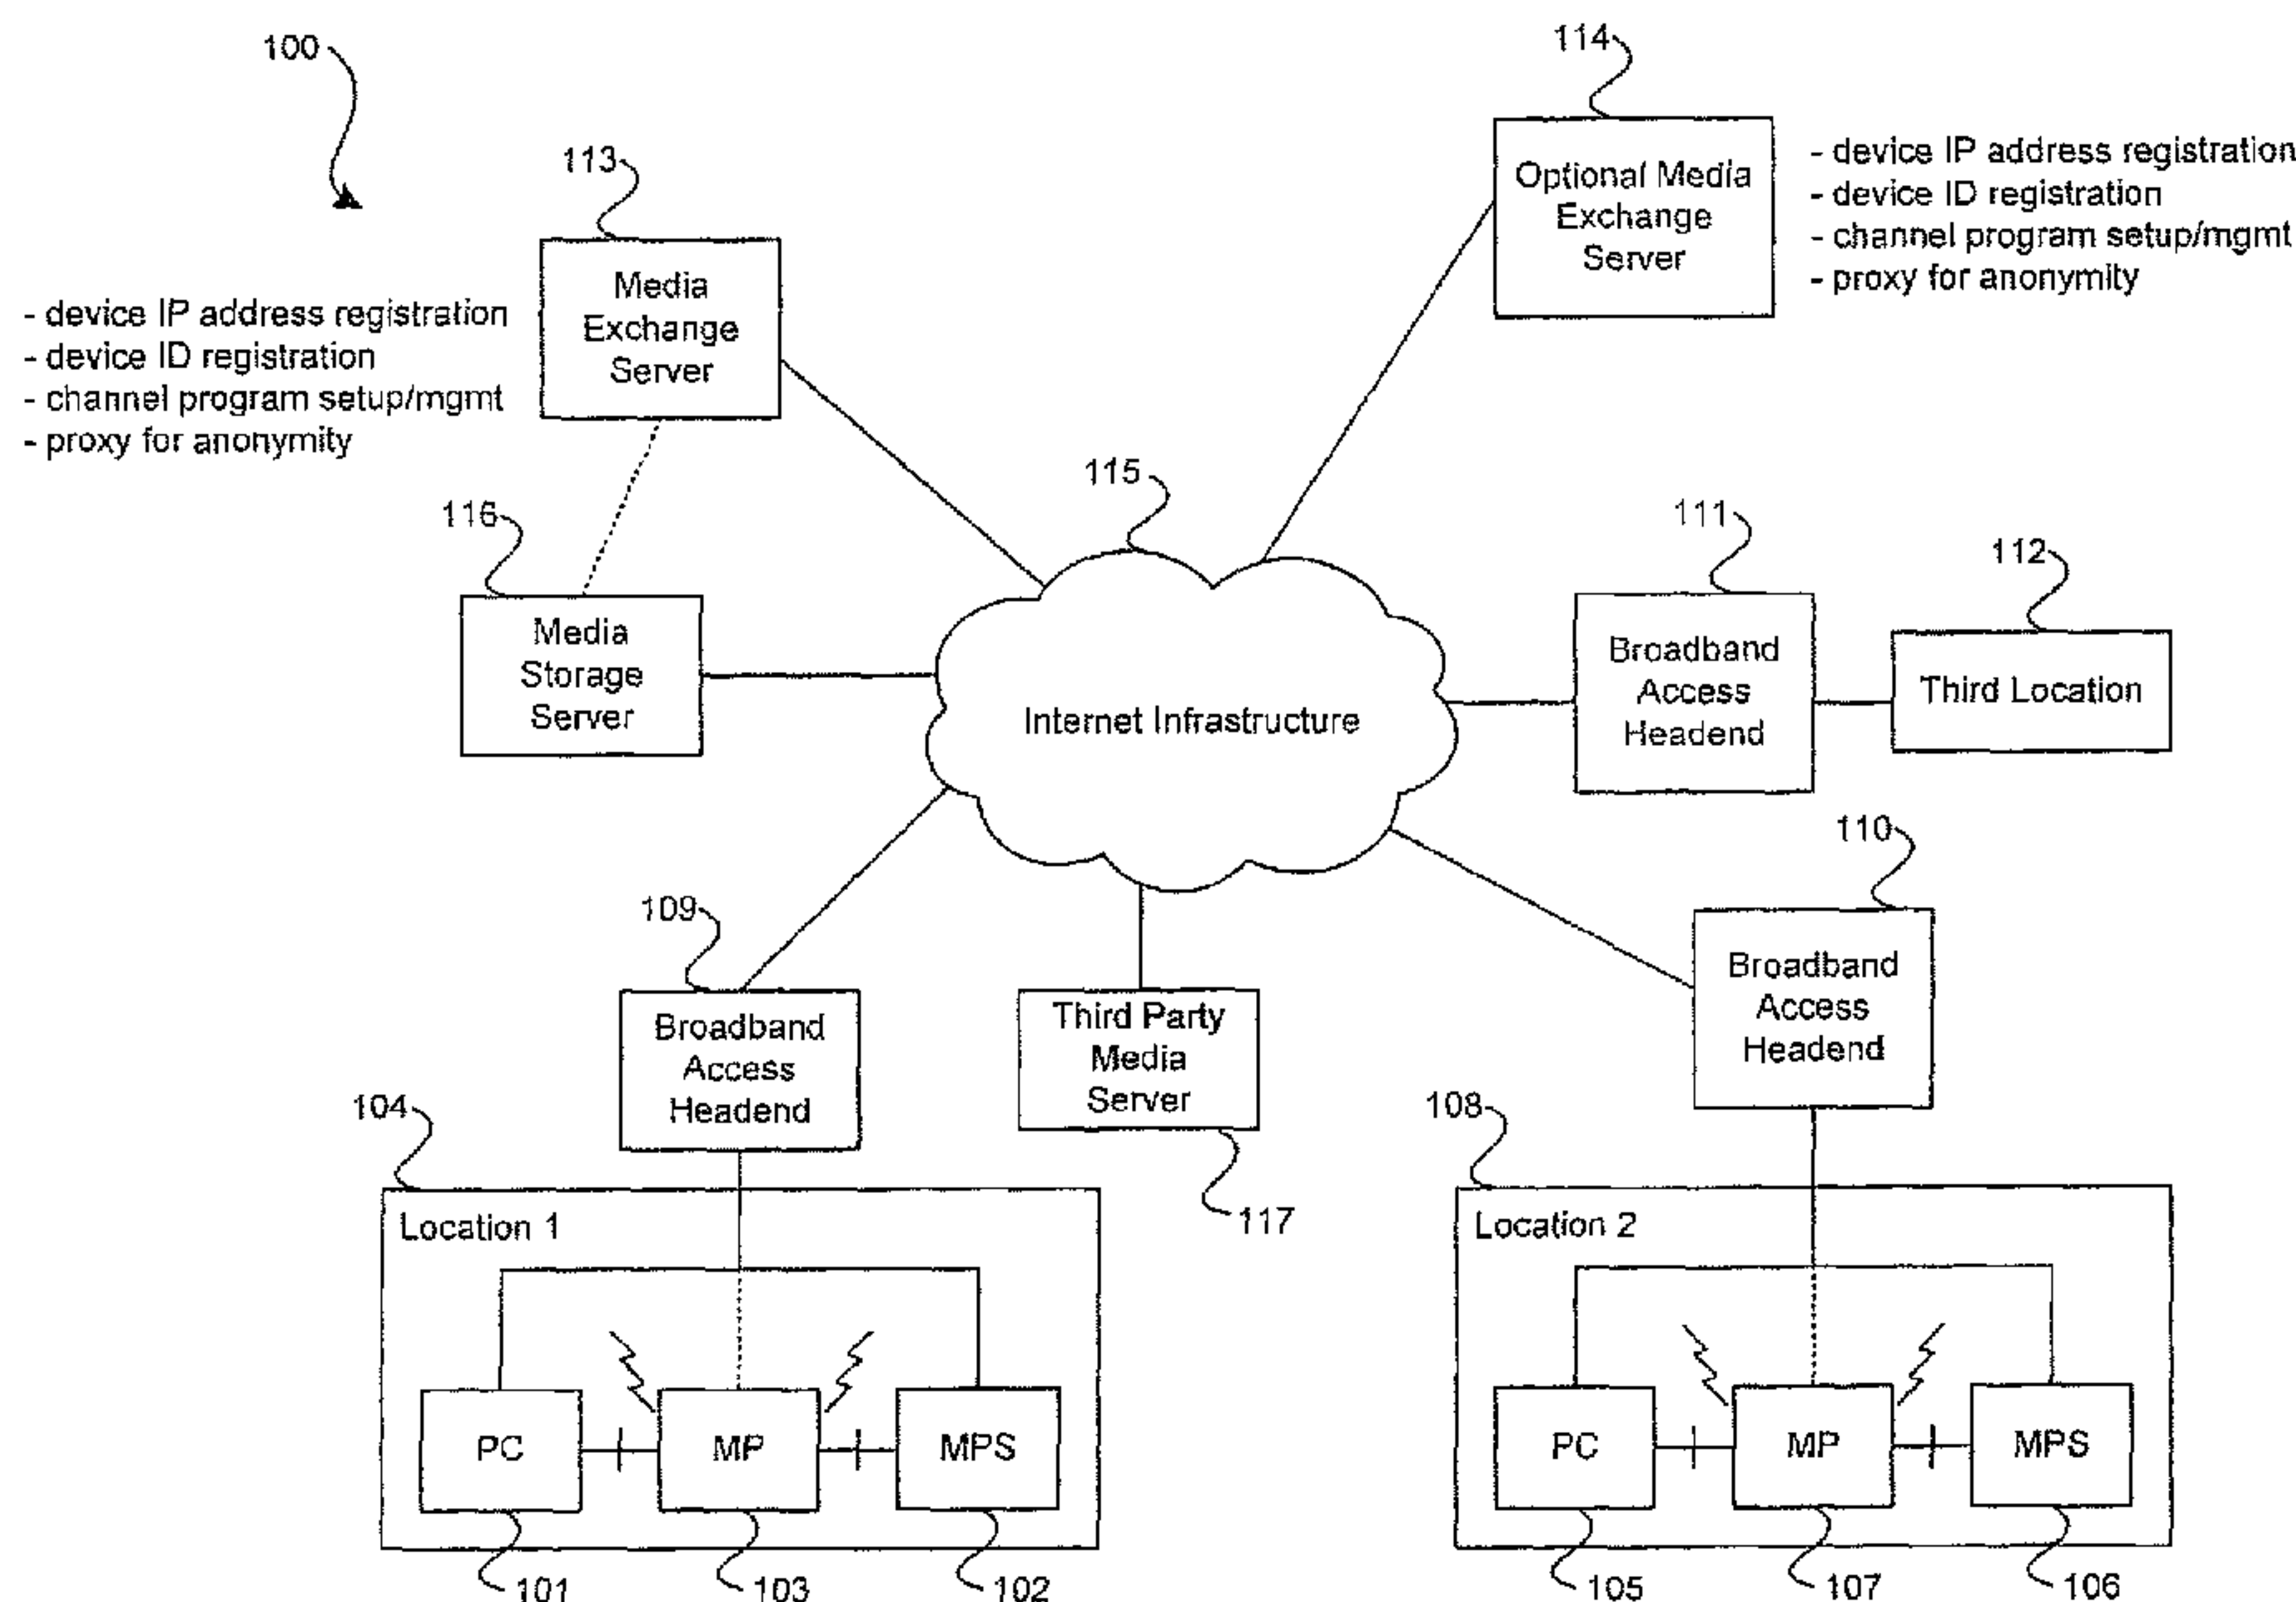 100
114
113
Optional Media
Exchange
Server
- device IP address registration
- device ID registration
- channel program setup/mgmt
- proxy for anonymity
Media
Exchange
Server
- device IP address registration
- device ID registration
- channel program setup/mgmt
- proxy for anonymity
115
116
111
112
Media
Storage
Server
Internet Infrastructure
Broadband
Access
Headend
Third Location
110
109
Broadband
Access
Headend
Third Party
Media
Server
Broadband
Access
Headend
104
108
117
Location 1
Location 2
PC
MP
MPS
PC
MP
MPS
101
103
102
105
107
106